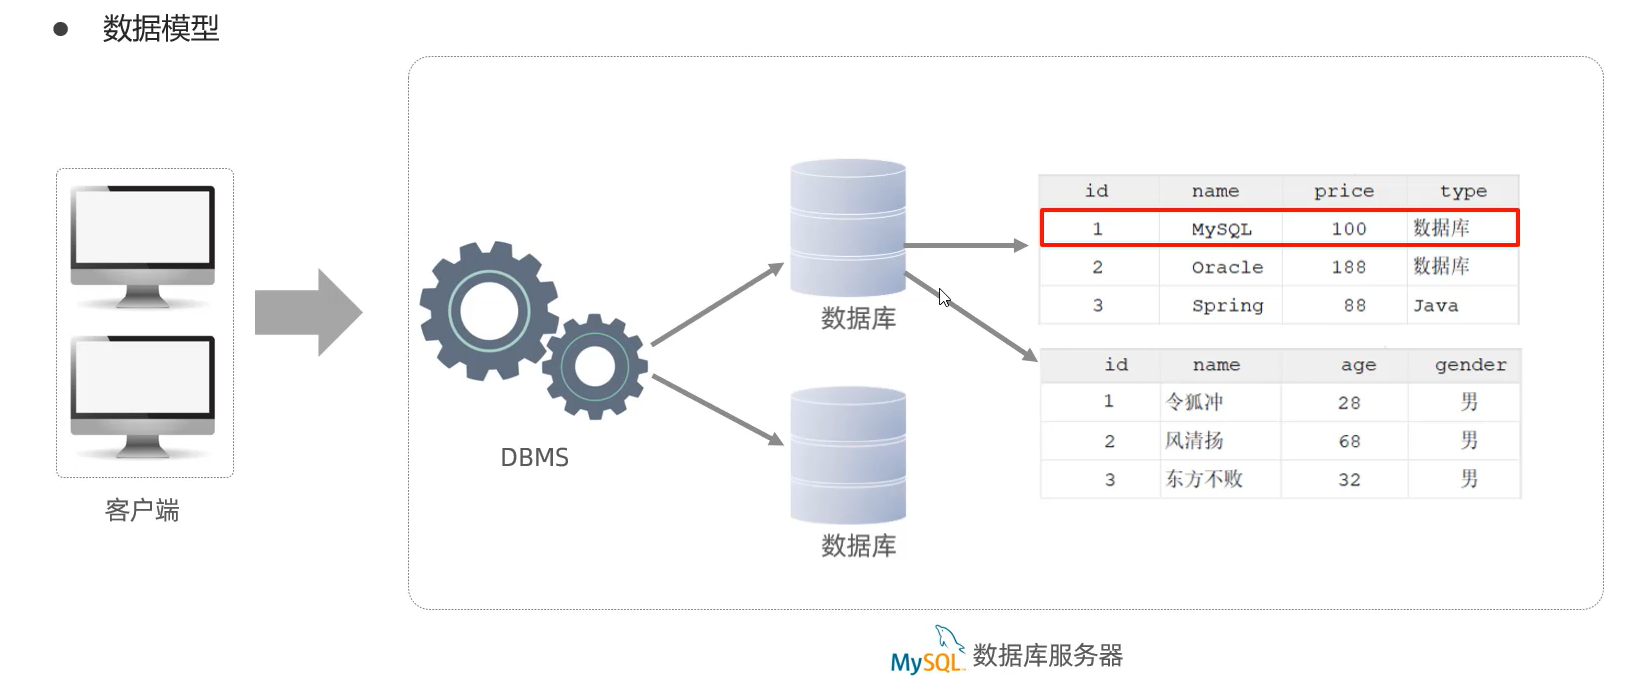 ● 数据模型
id name price type
1 MySQL 100 数据库
2 Oracle 188 数据库
3 Spring 88 Java
数据库
id name age gender
1 令狐冲 28 男
2 风清扬 68 男
3 东方不败 32 男
DBMS
客户端
数据库
MySQL 数据库服务器